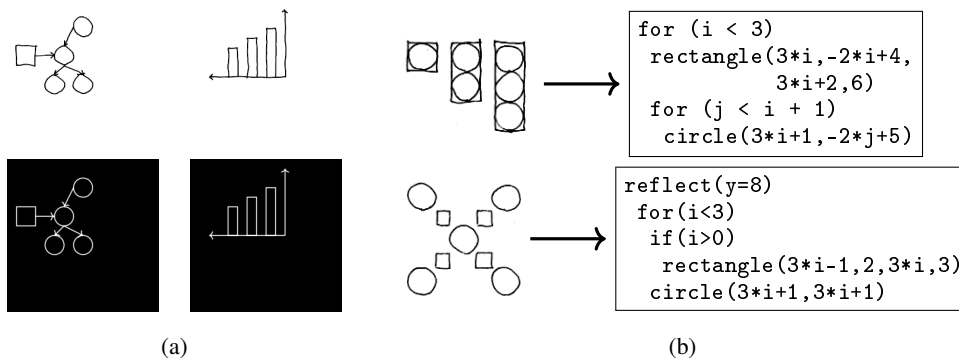 for (i < 3)
rectangle(3*i,-2*i+4,
3*i+2,6)
for (j < i + 1)
circle(3*i+1,-2*j+5)
reflect(y=8)
for(i<3)
if(i>0)
rectangle(3*i-1,2,3*i,3)
circle(3*i+1,3*i+1)
(a)
(b)